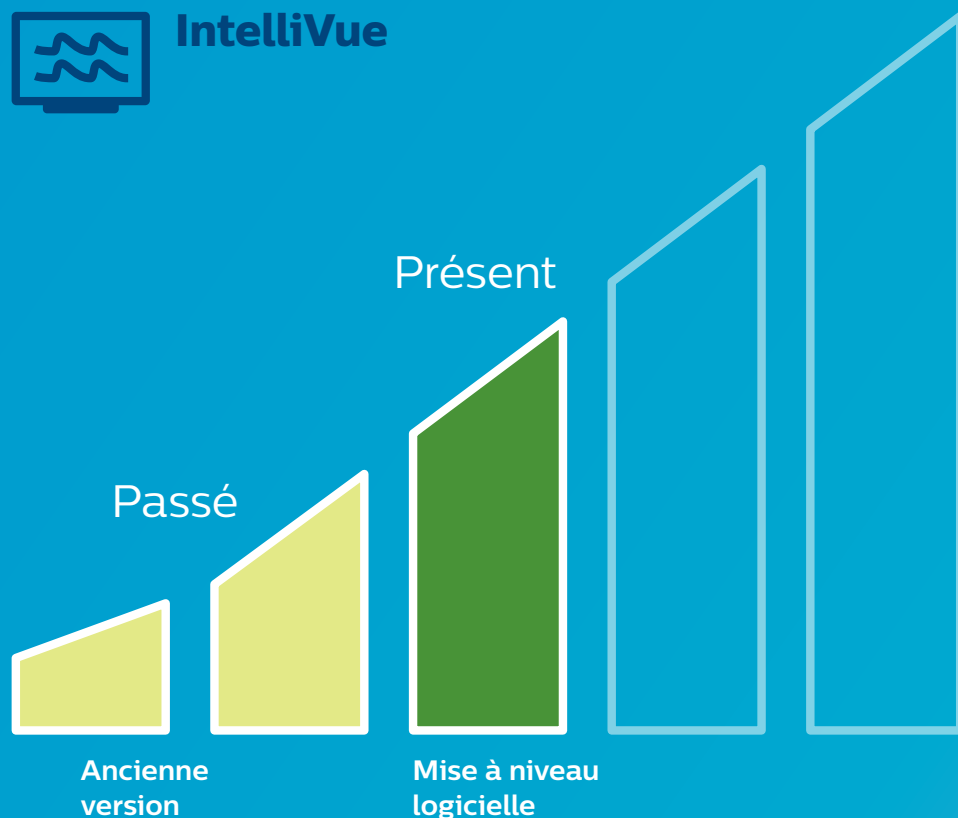 IntelliVue
Présent
Passé
Ancienne
version
Mise à niveau
logicielle